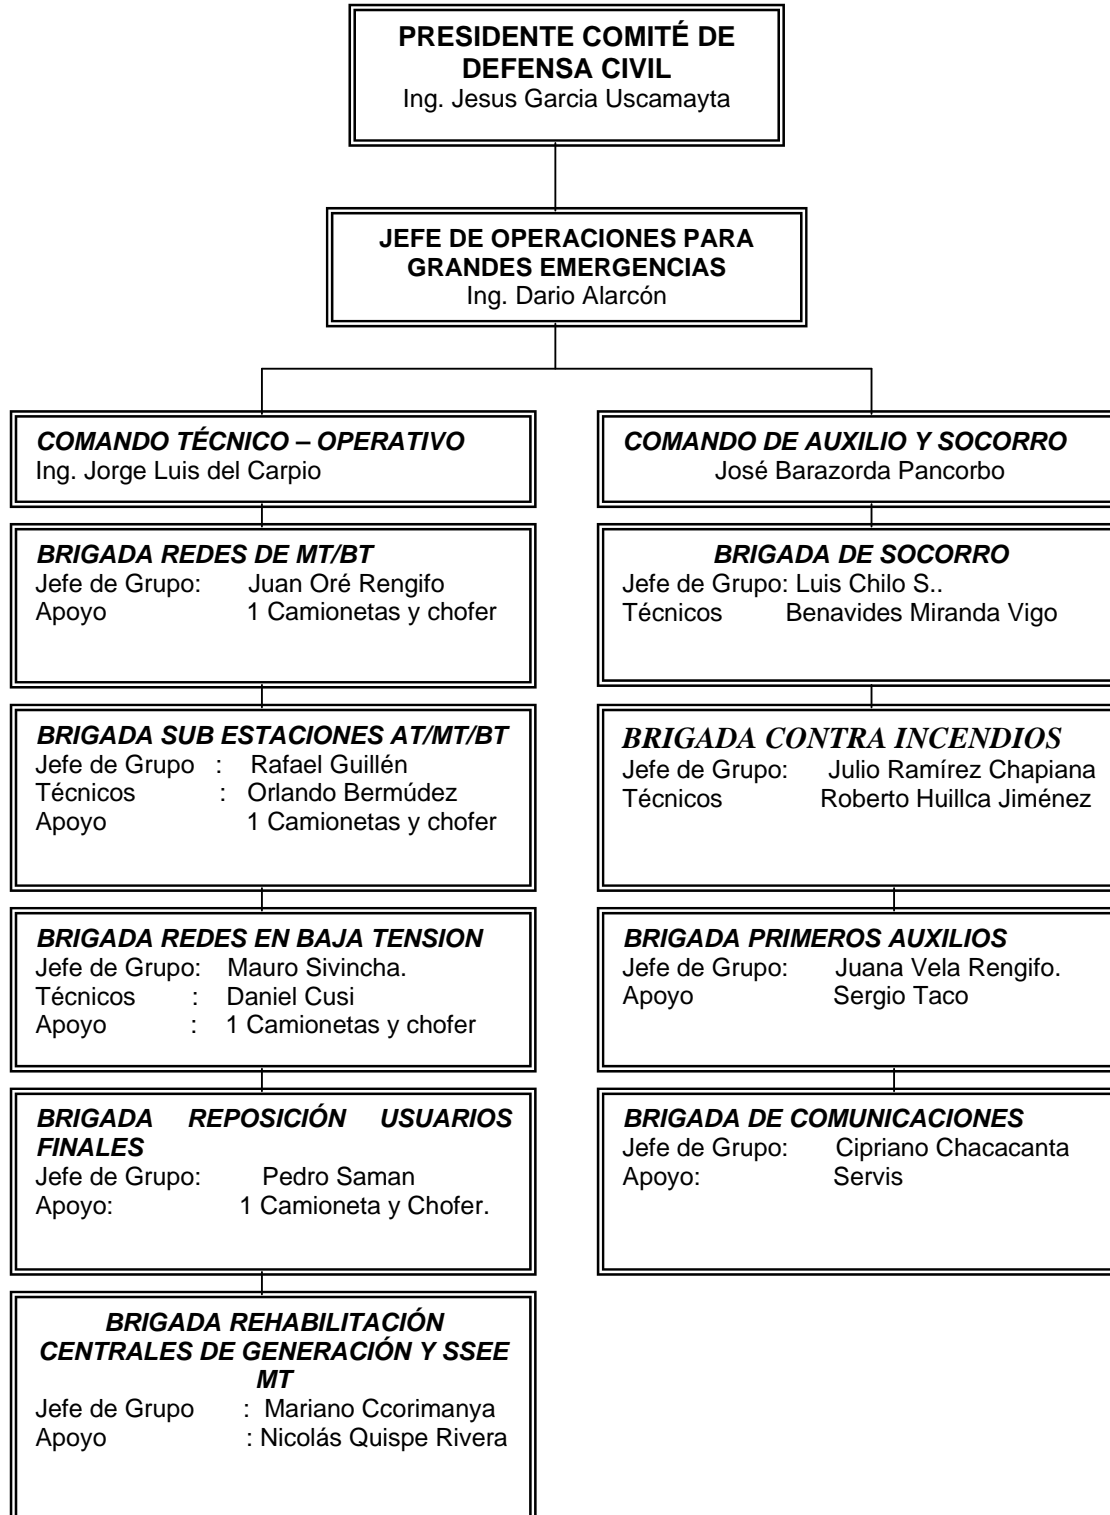 PRESIDENTE COMITÉ DE
DEFENSA CIVIL
Ing. Jesus Garcia Uscamayta
JEFE DE OPERACIONES PARA
GRANDES EMERGENCIAS
Ing. Dario Alarcón
COMANDO TÉCNICO – OPERATIVO
Ing. Jorge Luis del Carpio
BRIGADA REDES DE MT/BT
Jefe de Grupo: Juan Oré Rengifo
Apoyo 1 Camionetas y chofer
BRIGADA SUB ESTACIONES AT/MT/BT
Jefe de Grupo : Rafael Guillén
Técnicos : Orlando Bermúdez
Apoyo 1 Camionetas y chofer
BRIGADA REDES EN BAJA TENSION
Jefe de Grupo: Mauro Sivincha.
Técnicos : Daniel Cusi
Apoyo : 1 Camionetas y chofer
BRIGADA REPOSICIÓN USUARIOS
FINALES
Jefe de Grupo: Pedro Saman
Apoyo: 1 Camioneta y Chofer.
BRIGADA REHABILITACIÓN
CENTRALES DE GENERACIÓN Y SSEE
MT
Jefe de Grupo : Mariano Ccorimanya
Apoyo : Nicolás Quispe Rivera
COMANDO DE AUXILIO Y SOCORRO
José Barazorda Pancorbo
BRIGADA DE SOCORRO
Jefe de Grupo: Luis Chilo S..
Técnicos Benavides Miranda Vigo
BRIGADA CONTRA INCENDIOS
Jefe de Grupo: Julio Ramírez Chapiana
Técnicos Roberto Huillca Jiménez
BRIGADA PRIMEROS AUXILIOS
Jefe de Grupo: Juana Vela Rengifo.
Apoyo Sergio Taco
BRIGADA DE COMUNICACIONES
Jefe de Grupo: Cipriano Chacacanta
Apoyo: Servis